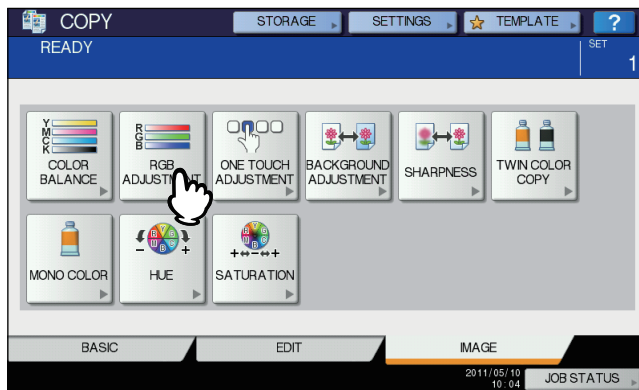 COPY
STORAGE
SETTINGS
TEMPLATE
?
READY
SET
1
Y
M
C
K
COLOR
BALANCE
R
G
B
RGB
ADJUSTMENT
ONE TOUCH
ADJUSTMENT
BACKGROUND
ADJUSTMENT
SHARPNESS
TWIN COLOR
COPY
MONO COLOR
- +
HUE
+↔−↔+
SATURATION
BASIC
EDIT
IMAGE
2011/05/10
10:04
JOB STATUS